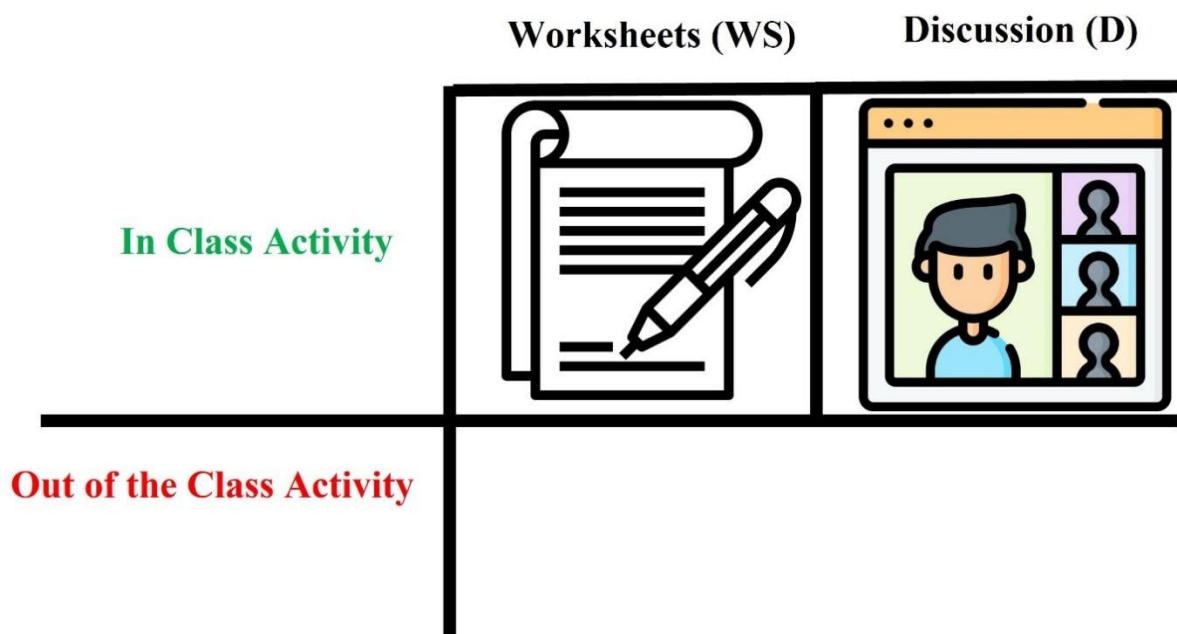 Worksheets (WS)
Discussion (D)
In Class Activity
Out of the Class Activity